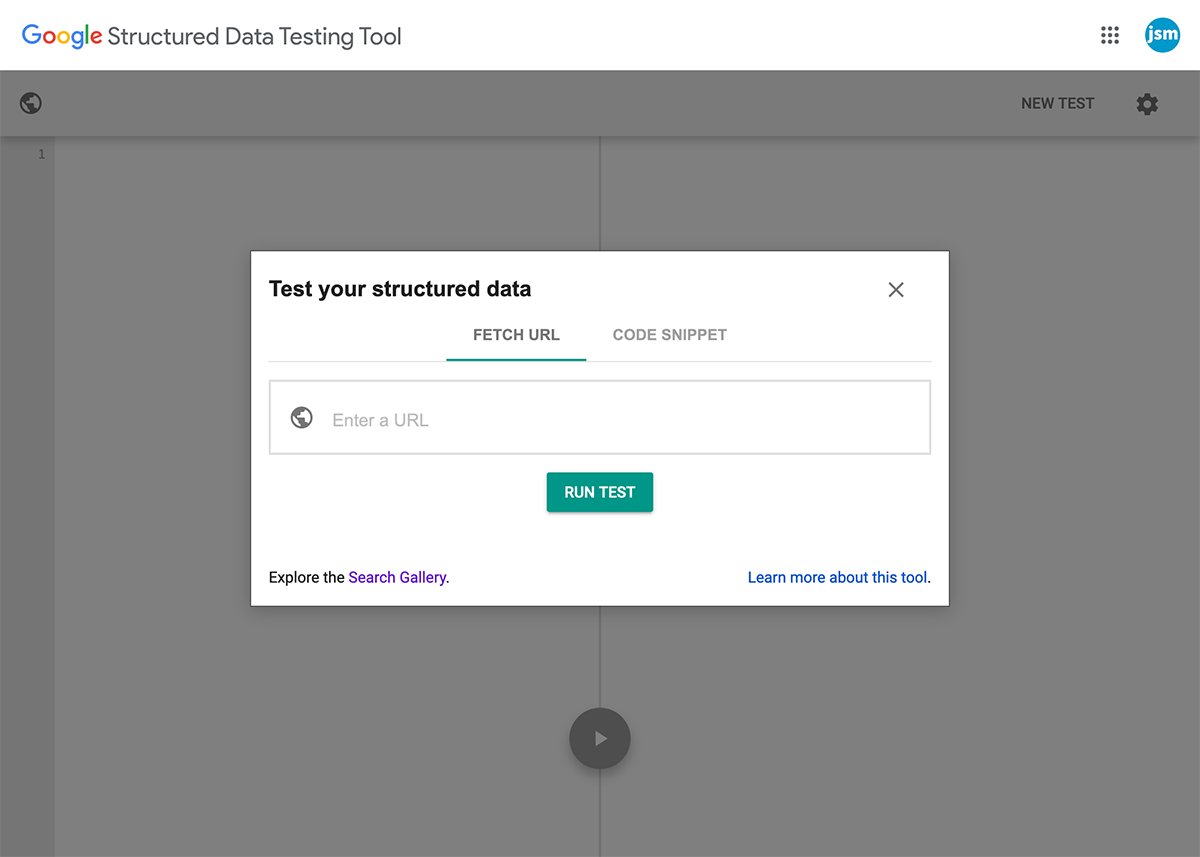 Google Structured Data Testing Tool
jsm
NEW TEST
1
Test your structured data
FETCH URL
CODE SNIPPET
Enter a URL
RUN TEST
Explore the Search Gallery.
Learn more about this tool.